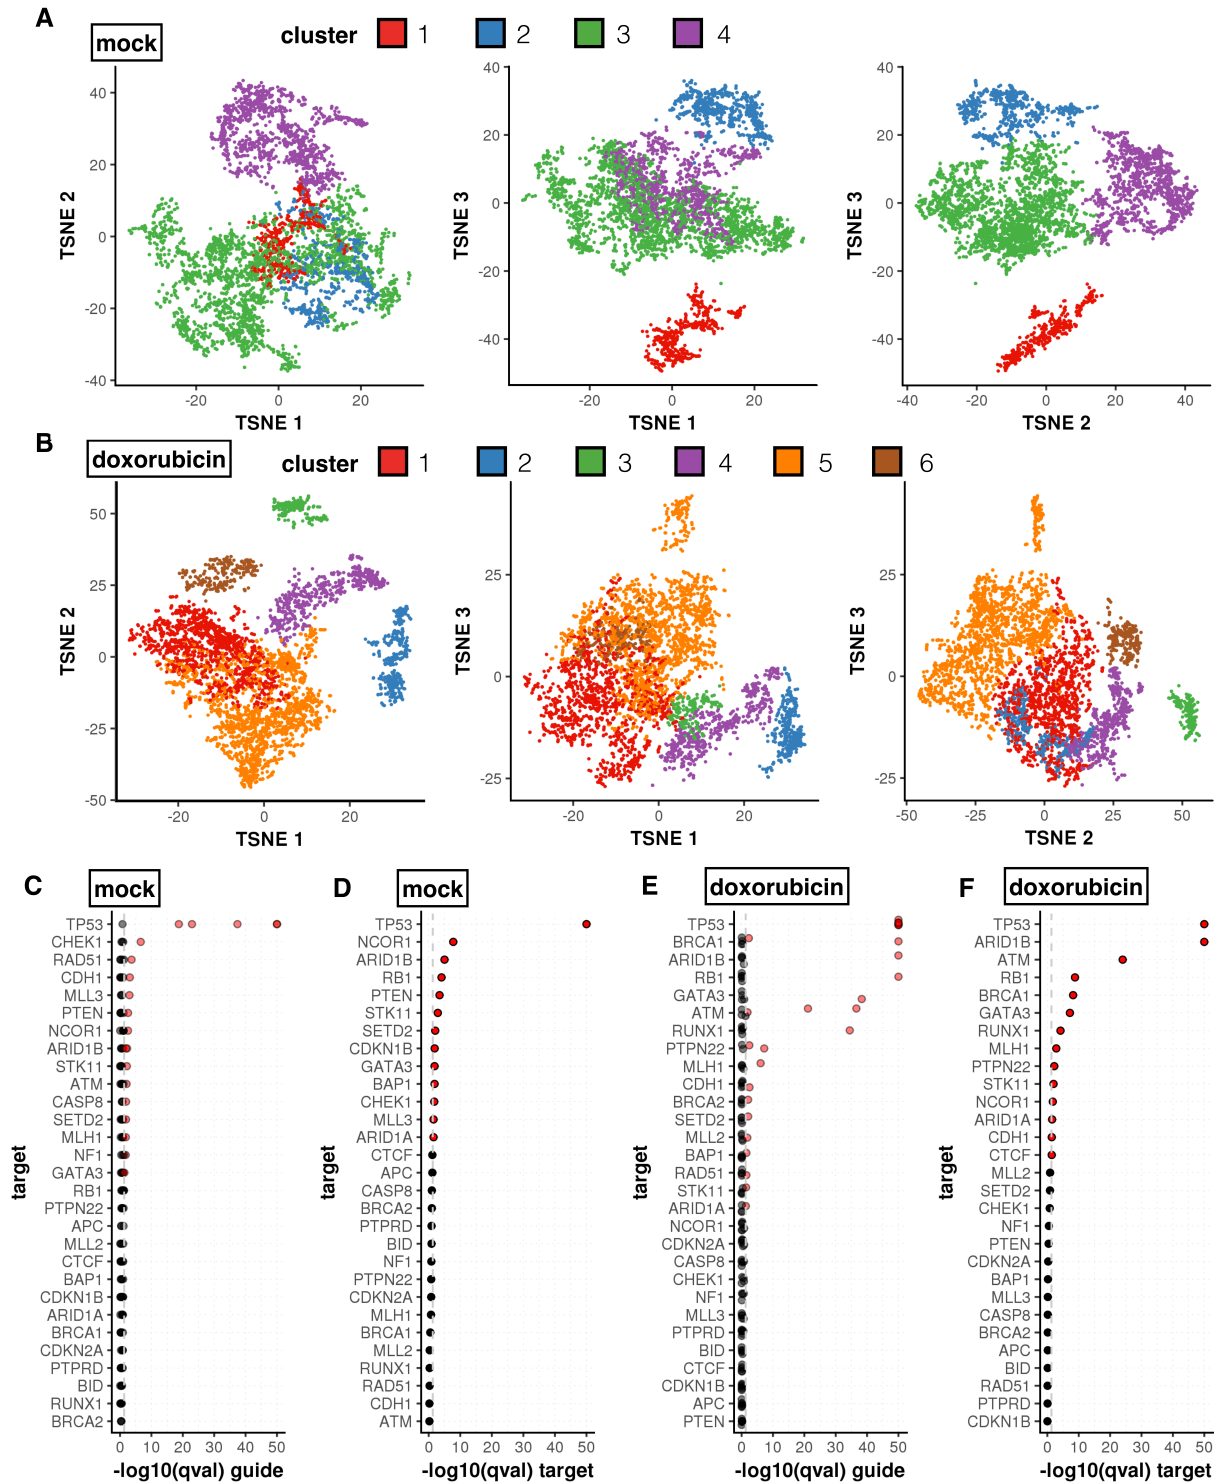 A
mock
cluster 1 2 3 4
40
20
0
-20
-40
TSNE 2
-20 0 20
TSNE 1
40
20
0
-20
-40
TSNE 3
-20 0 20
TSNE 1
40
20
0
-20
-40
TSNE 3
-40 -20 0 20 40
TSNE 2
B
doxorubicin
cluster 1 2 3 4 5 6
50
25
0
-25
-50
TSNE 2
-20 0 20
TSNE 1
25
0
-25
TSNE 3
-20 0 20
TSNE 1
25
0
-25
TSNE 3
-50 -25 0 25 50
TSNE 2
C
mock
target
TP53
CHEK1
RAD51
CDH1
MLL3
PTEN
NCOR1
ARID1B
STK11
ATM
CASP8
SETD2
MLH1
NF1
GATA3
RB1
PTPN22
APC
MLL2
CTCF
BAP1
CDKN1B
ARID1A
BRCA1
CDKN2A
PTPRD
BID
RUNX1
BRCA2
0 10 20 30 40 50
-log10(qval) guide
D
mock
target
TP53
NCOR1
ARID1B
RB1
PTEN
STK11
SETD2
CDKN1B
GATA3
BAP1
CHEK1
MLL3
ARID1A
CTCF
APC
CASP8
BRCA2
PTPRD
BID
NF1
PTPN22
CDKN2A
MLH1
BRCA1
MLL2
RUNX1
RAD51
CDH1
ATM
0 10 20 30 40 50
-log10(qval) target
E
doxorubicin
target
TP53
BRCA1
ARID1B
RB1
GATA3
ATM
RUNX1
PTPN22
MLH1
CDH1
BRCA2
SETD2
MLL2
BAP1
RAD51
STK11
ARID1A
NCOR1
CDKN2A
CASP8
CHEK1
NF1
MLL3
PTPRD
BID
CTCF
CDKN1B
APC
PTEN
0 10 20 30 40 50
-log10(qval) guide
F
doxorubicin
target
TP53
ARID1B
ATM
RB1
BRCA1
GATA3
RUNX1
MLH1
PTPN22
STK11
NCOR1
ARID1A
CDH1
CTCF
MLL2
SETD2
CHEK1
NF1
PTEN
CDKN2A
BAP1
MLL3
CASP8
BRCA2
APC
BID
RAD51
PTPRD
CDKN1B
0 10 20 30 40 50
-log10(qval) target